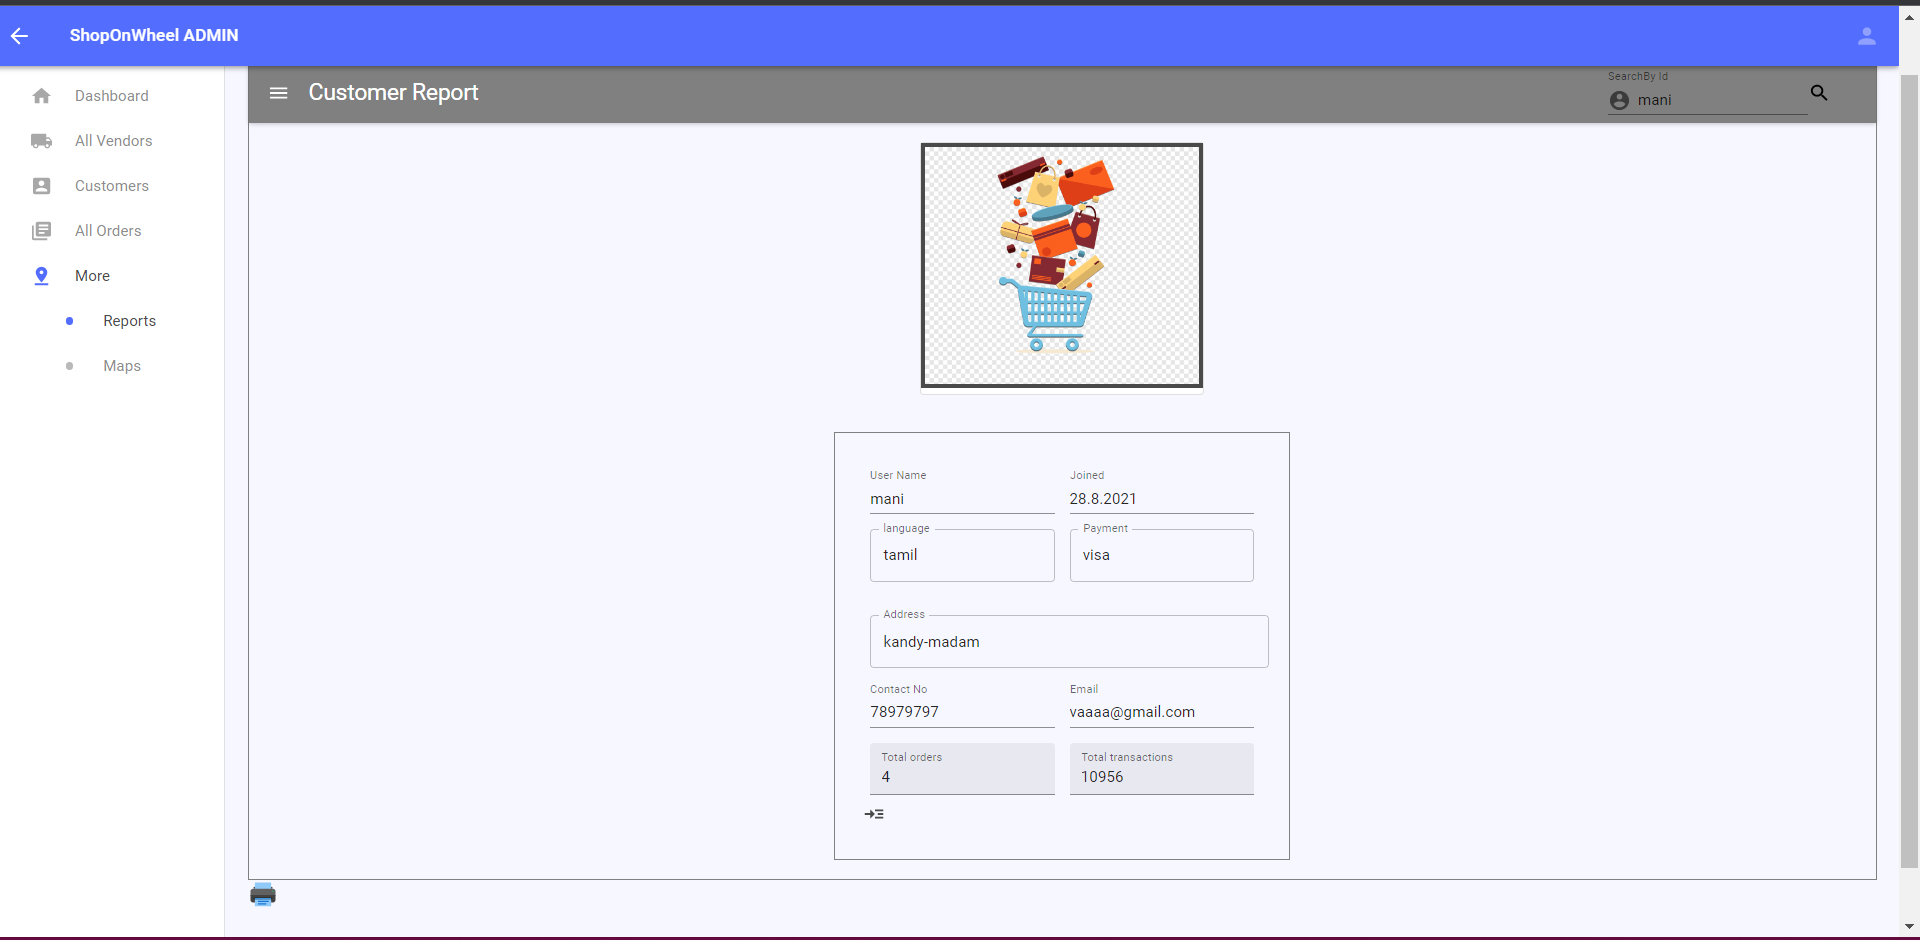 ShopOnWheel ADMIN
Dashboard
All Vendors
Customers
All Orders
More
Reports
Maps
Customer Report
SearchBy Id
mani
User Name
mani
Joined
28.8.2021
language
tamil
Payment
visa
Address
kandy-madam
Contact No
78979797
Email
vaaaa@gmail.com
Total orders
4
Total transactions
10956